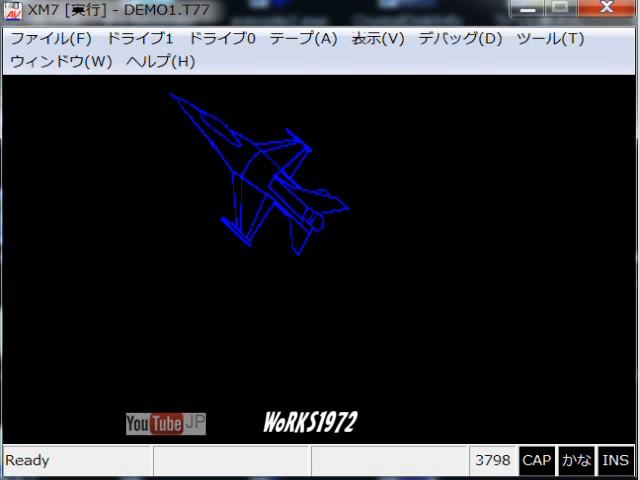 XM7 [実行] - DEMO1.T77
ファイル(F) ドライブ1 ドライブ0 テープ(A) 表示(V) デバッグ(D) ツール(T)
ウィンドウ(W) ヘルプ(H)
YouTube JP
WoRKS1972
Ready 3798 CAP かな INS